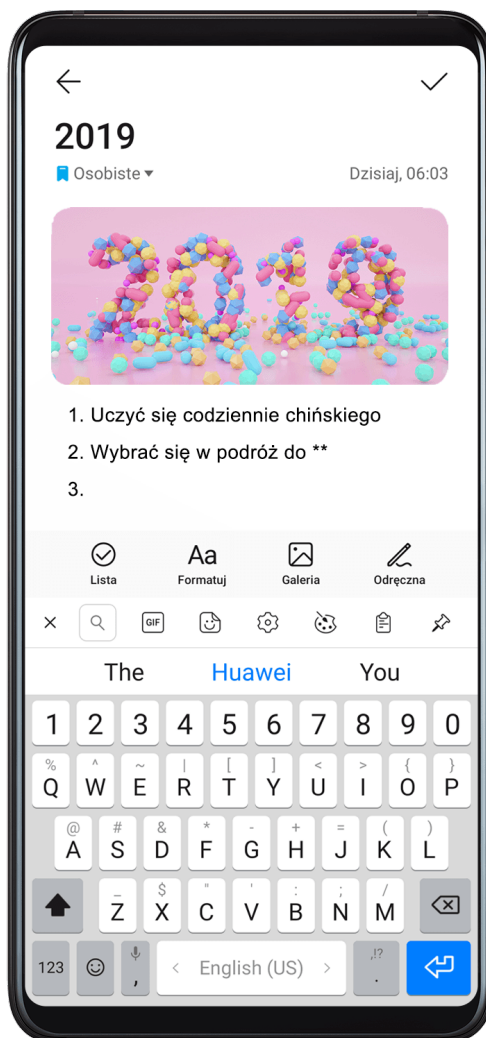 2019
Osobiste
Dzisiaj, 06:03
2019
1. Uczyć się codziennie chińskiego
2. Wybrać się w podróż do **
3.
Lista Formatuj Galeria Odręczna
GIF
The Huawei You
1 2 3 4 5 6 7 8 9 0
% ^ ~ | [ ] < > { }
Q W E R T Y U I O P
@ # & * - + = ( )
A S D F G H J K L
_ $ " ' : ; /
Z X C V B N M
123 , < English (US) > ,!? .